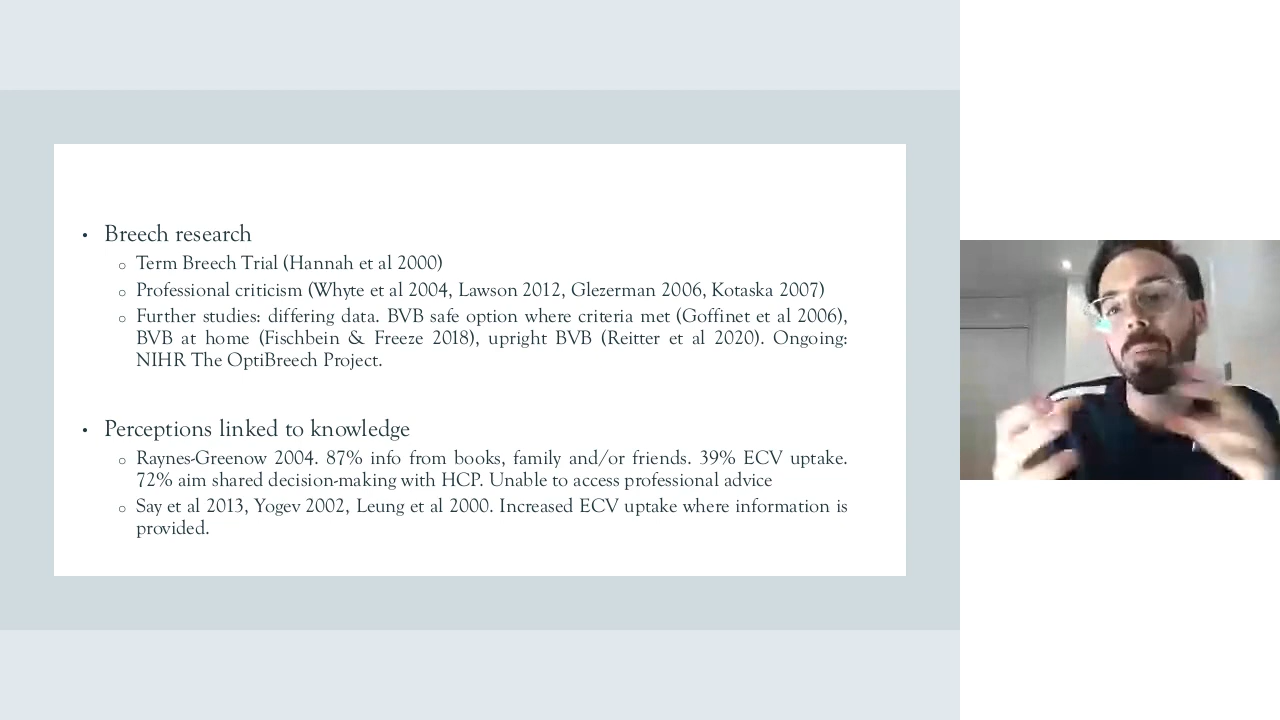 • Breech research
o Term Breech Trial (Hannah et al 2000)
o Professional criticism (Whyte et al 2004, Lawson 2012, Glezerman 2006, Kotaska 2007)
o Further studies: differing data. BVB safe option where criteria met (Goffinet et al 2006),
BVB at home (Fischbein & Freeze 2018), upright BVB (Reitter et al 2020). Ongoing:
NIHR The OptiBreech Project.
• Perceptions linked to knowledge
o Raynes-Greenow 2004. 87% info from books, family and/or friends. 39% ECV uptake.
72% aim shared decision-making with HCP. Unable to access professional advice
o Say et al 2013, Yogev 2002, Leung et al 2000. Increased ECV uptake where information is
provided.